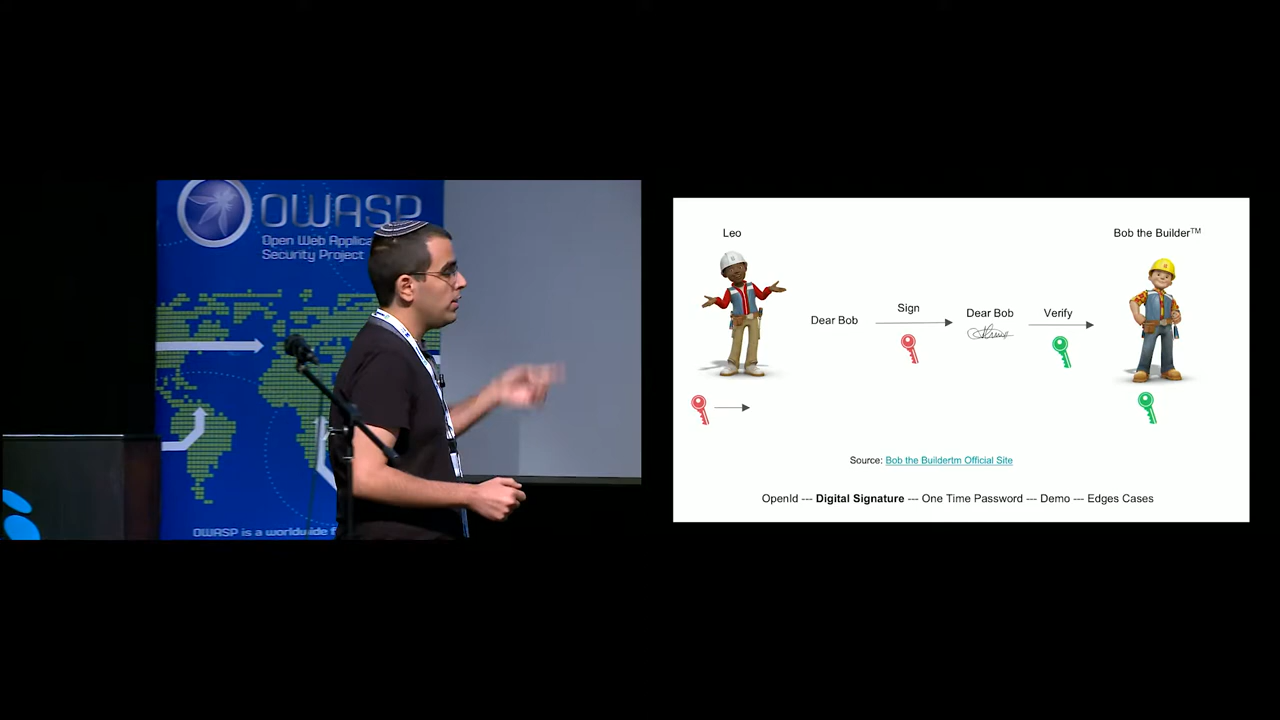 OWASP
Open Web Applica
Security Project
OWASP is a worldwide f
Leo
Bob the Builder™
Dear Bob
Sign
Dear Bob
Verify
Source: Bob the Buildertm Official Site
OpenId --- Digital Signature --- One Time Password --- Demo --- Edges Cases